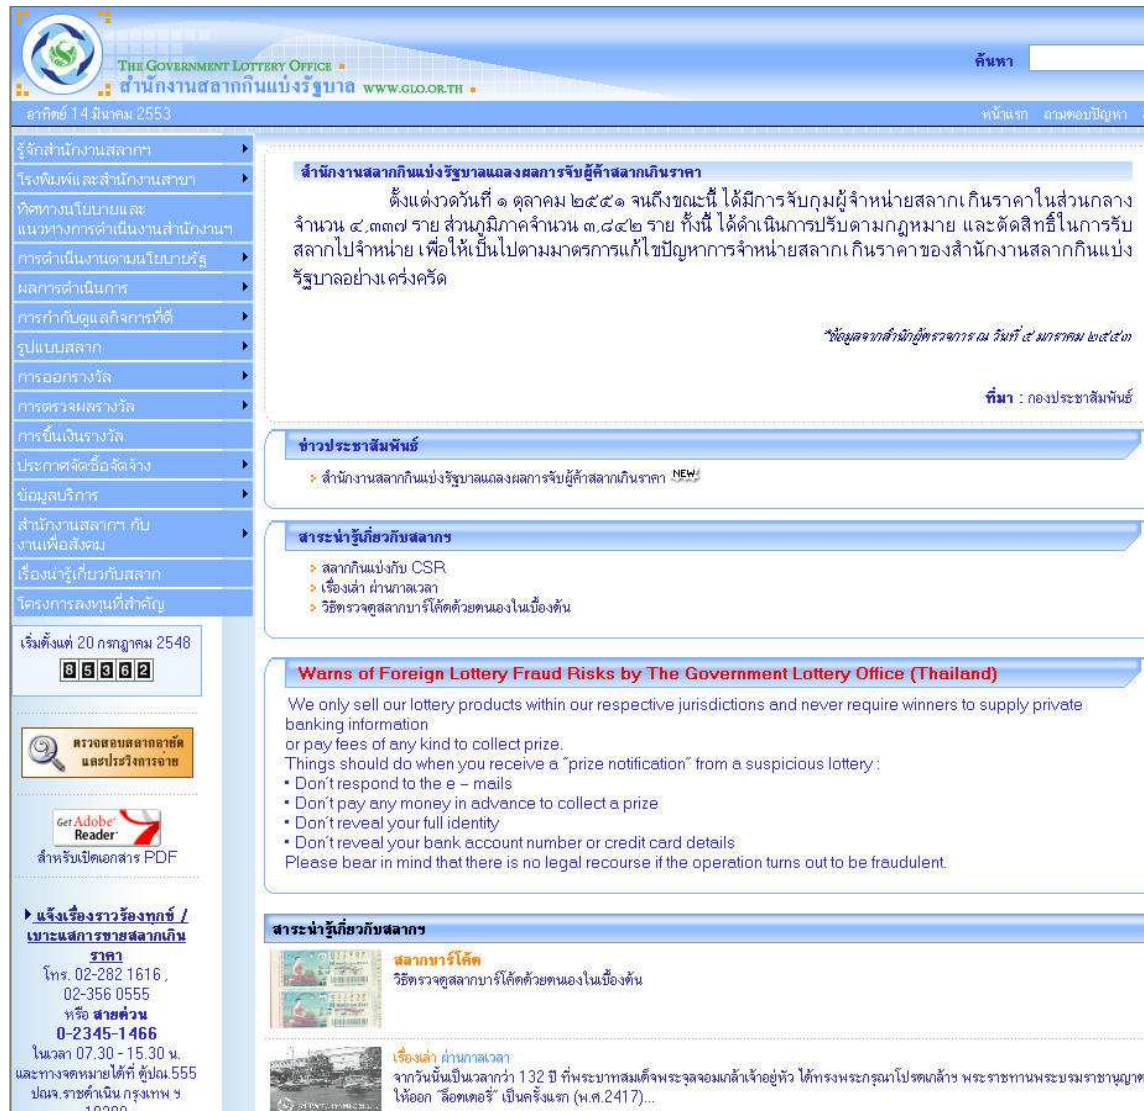 THE GOVERNMENT LOTTERY OFFICE
สำนักงานสลากกินแบ่งรัฐบาล WWW.GLO.OR.TH
ค้นหา
อาทิตย์ 14 มีนาคม 2553
หน้าแรก ถามตอบปัญหา
รู้จักสำนักงานสลากฯ
โรงพิมพ์และสำนักงานสาขา
ทิศทางนโยบายและ
แนวทางการดำเนินงานสำนักงานฯ
การดำเนินงานตามนโยบายรัฐ
ผลการดำเนินการ
การกำกับดูแลกิจการที่ดี
รูปแบบสลาก
การออกรางวัล
การตรวจผลรางวัล
การขึ้นเงินรางวัล
ประกาศจัดซื้อจัดจ้าง
ข้อมูลบริการ
สำนักงานสลากฯ กับ
งานเพื่อสังคม
เรื่องน่ารู้เกี่ยวกับสลาก
โครงการลงทุนที่สำคัญ
เริ่มตั้งแต่ 20 กรกฎาคม 2548
85362
ตรวจสอบสลากอายัด
และประวิงการจ่าย
Get Adobe
Reader
สำหรับเปิดเอกสาร PDF
แจ้งเรื่องราวร้องทุกข์ /
เบาะแสการขายสลากเกิน
ราคา
โทร. 02-282 1616 ,
02-356 0555
หรือ สายด่วน
0-2345-1466
ในเวลา 07.30 - 15.30 น.
และทางจดหมายได้ที่ ตู้ปณ.555
ปณจ.ราชดำเนิน กรุงเทพ ฯ
10200
สำนักงานสลากกินแบ่งรัฐบาลแถลงผลการจับผู้ค้าสลากเกินราคา
ตั้งแต่งวดวันที่ ๑ ตุลาคม ๒๕๕๑ จนถึงขณะนี้ ได้มีการจับกุมผู้จำหน่ายสลากเกินราคาในส่วนกลาง
จำนวน ๔,๓๓๗ ราย ส่วนภูมิภาคจำนวน ๓,๘๔๒ ราย ทั้งนี้ ได้ดำเนินการปรับตามกฎหมาย และตัดสิทธิ์ในการรับ
สลากไปจำหน่าย เพื่อให้เป็นไปตามมาตรการแก้ไขปัญหาการจำหน่ายสลากเกินราคาของสำนักงานสลากกินแบ่ง
รัฐบาลอย่างเคร่งครัด
*ข้อมูลจากสำนักผู้ตรวจการ ณ วันที่ ๕ มกราคม ๒๕๕๓
ที่มา : กองประชาสัมพันธ์
ข่าวประชาสัมพันธ์
สำนักงานสลากกินแบ่งรัฐบาลแถลงผลการจับผู้ค้าสลากเกินราคา NEW
สาระน่ารู้เกี่ยวกับสลากฯ
สลากกินแบ่งกับ CSR
เรื่องเล่า ผ่านกาลเวลา
วิธีตรวจดูสลากบาร์โค้ดด้วยตนเองในเบื้องต้น
Warns of Foreign Lottery Fraud Risks by The Government Lottery Office (Thailand)
We only sell our lottery products within our respective jurisdictions and never require winners to supply private
banking information
or pay fees of any kind to collect prize.
Things should do when you receive a "prize notification" from a suspicious lottery :
• Don't respond to the e – mails
• Don't pay any money in advance to collect a prize
• Don't reveal your full identity
• Don't reveal your bank account number or credit card details
Please bear in mind that there is no legal recourse if the operation turns out to be fraudulent.
สาระน่ารู้เกี่ยวกับสลากฯ
สลากบาร์โค้ด
วิธีตรวจดูสลากบาร์โค้ดด้วยตนเองในเบื้องต้น
เรื่องเล่า ผ่านกาลเวลา
จากวันนั้นเป็นเวลากว่า 132 ปี ที่พระบาทสมเด็จพระจุลจอมเกล้าเจ้าอยู่หัว ได้ทรงพระกรุณาโปรดเกล้าฯ พระราชทานพระบรมราชานุญาต
ให้ออก "ล๊อตเตอรี่" เป็นครั้งแรก (พ.ศ.2417)...